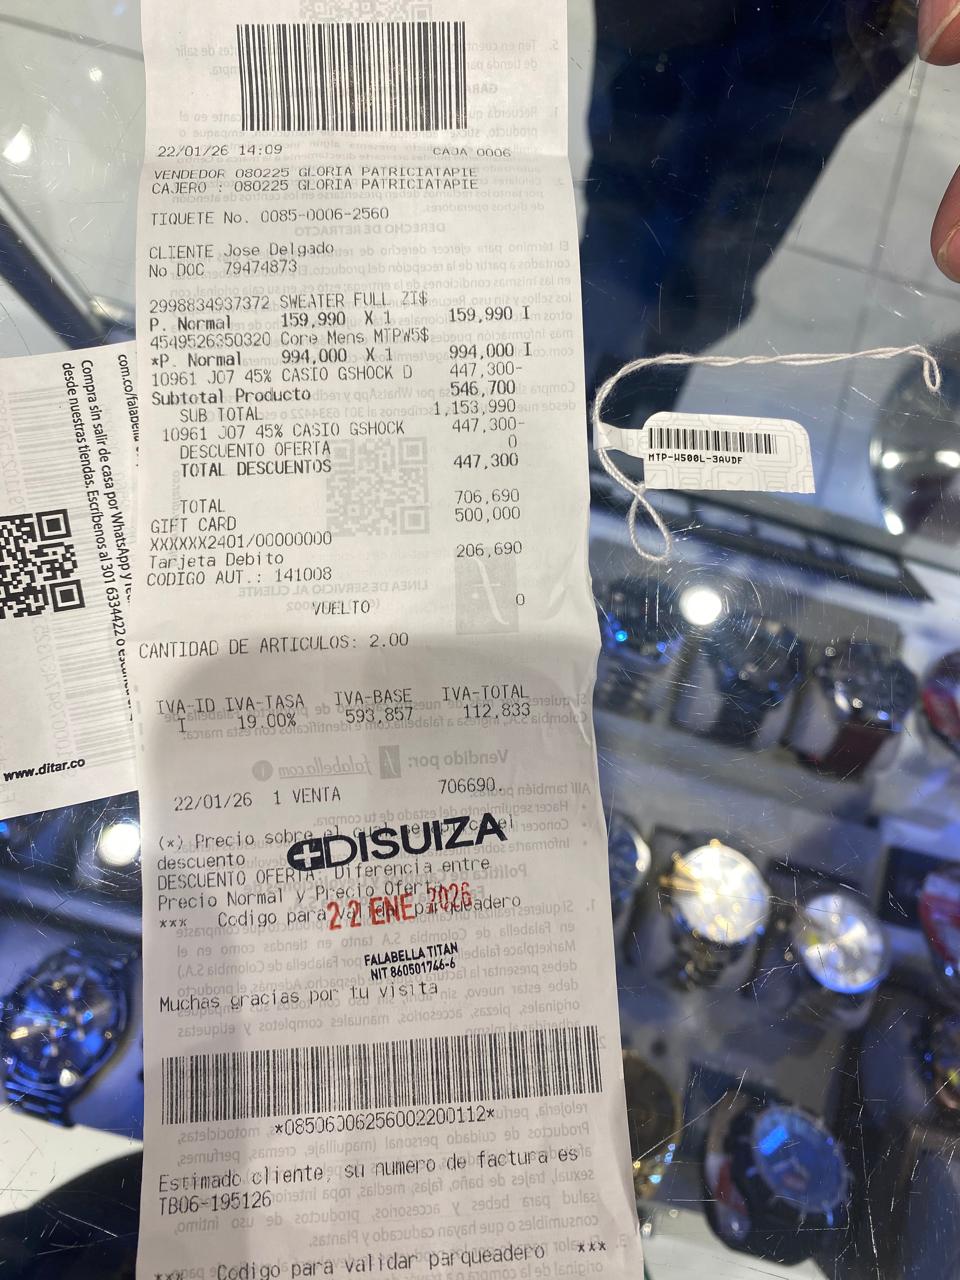 22/01/26 14:09 CAJA 0006
VENDEDOR 080225 GLORIA PATRICIATAPIE
CAJERO : 080225 GLORIA PATRICIATAPIE
TIQUETE No. 0085-0006-2560
CLIENTE Jose Delgado
No DOC 79474873
2998834937372 SWEATER FULL ZI$
P. Normal 159,990 X 1 159,990 I
4549526350320 Core Mens MTPW5$
*P. Normal 994,000 X 1 994,000 I
10961 J07 45% CASIO GSHOCK D 447,300-
Subtotal Producto 546,700
SUB TOTAL 1,153,990
10961 J07 45% CASIO GSHOCK 447,300-
DESCUENTO OFERTA 0
TOTAL DESCUENTOS 447,300
TOTAL 706,690
GIFT CARD 500,000
XXXXXX2401/00000000
Tarjeta Debito 206,690
CODIGO AUT.: 141008
VUELTO 0
CANTIDAD DE ARTICULOS: 2.00
IVA-ID IVA-TASA IVA-BASE IVA-TOTAL
1 19.00% 593,857 112,833
22/01/26 1 VENTA 706690.
(*) Precio sobre el
descuento
DISUIZA
DESCUENTO OFERTA: Diferencia entre
Precio Normal y Precio Ofer
22 ENE. 2026
*** Codigo para
FALABELLA TITAN
NIT 860501746-6
Muchas gracias por tu visita
*08506006256002200112*
Estimado cliente, su numero de factura es
TB06-195126
*** Codigo para validar parqueadero ***
MTP-W500L-3AVDF
com.co/falabella
Compra sin salir de casa por WhatsApp y
desde nuestras tiendas. Escríbenos al 301 6334422 o
www.ditar.co